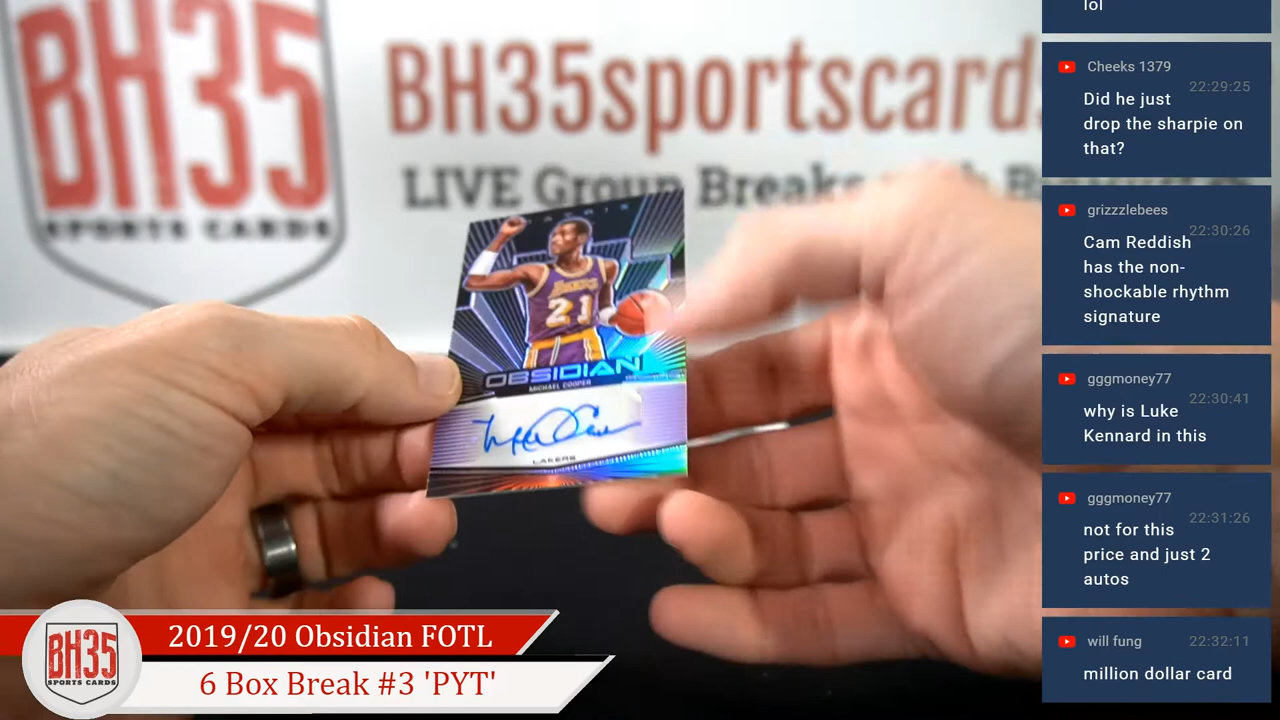 BH35
SPORTS CARDS
BH35sportscard
LIVE Group Breaks
21
OBSIDIAN
MICHAEL COOPER
LAKERS
2019/20 Obsidian FOTL
6 Box Break #3 'PYT'
BH35
SPORTS CARDS
lol
Cheeks 1379
22:29:25
Did he just
drop the sharpie on
that?
grizzzlebees
22:30:26
Cam Reddish
has the non-
shockable rhythm
signature
gggmoney77
22:30:41
why is Luke
Kennard in this
gggmoney77
22:31:26
not for this
price and just 2
autos
will fung
22:32:11
million dollar card